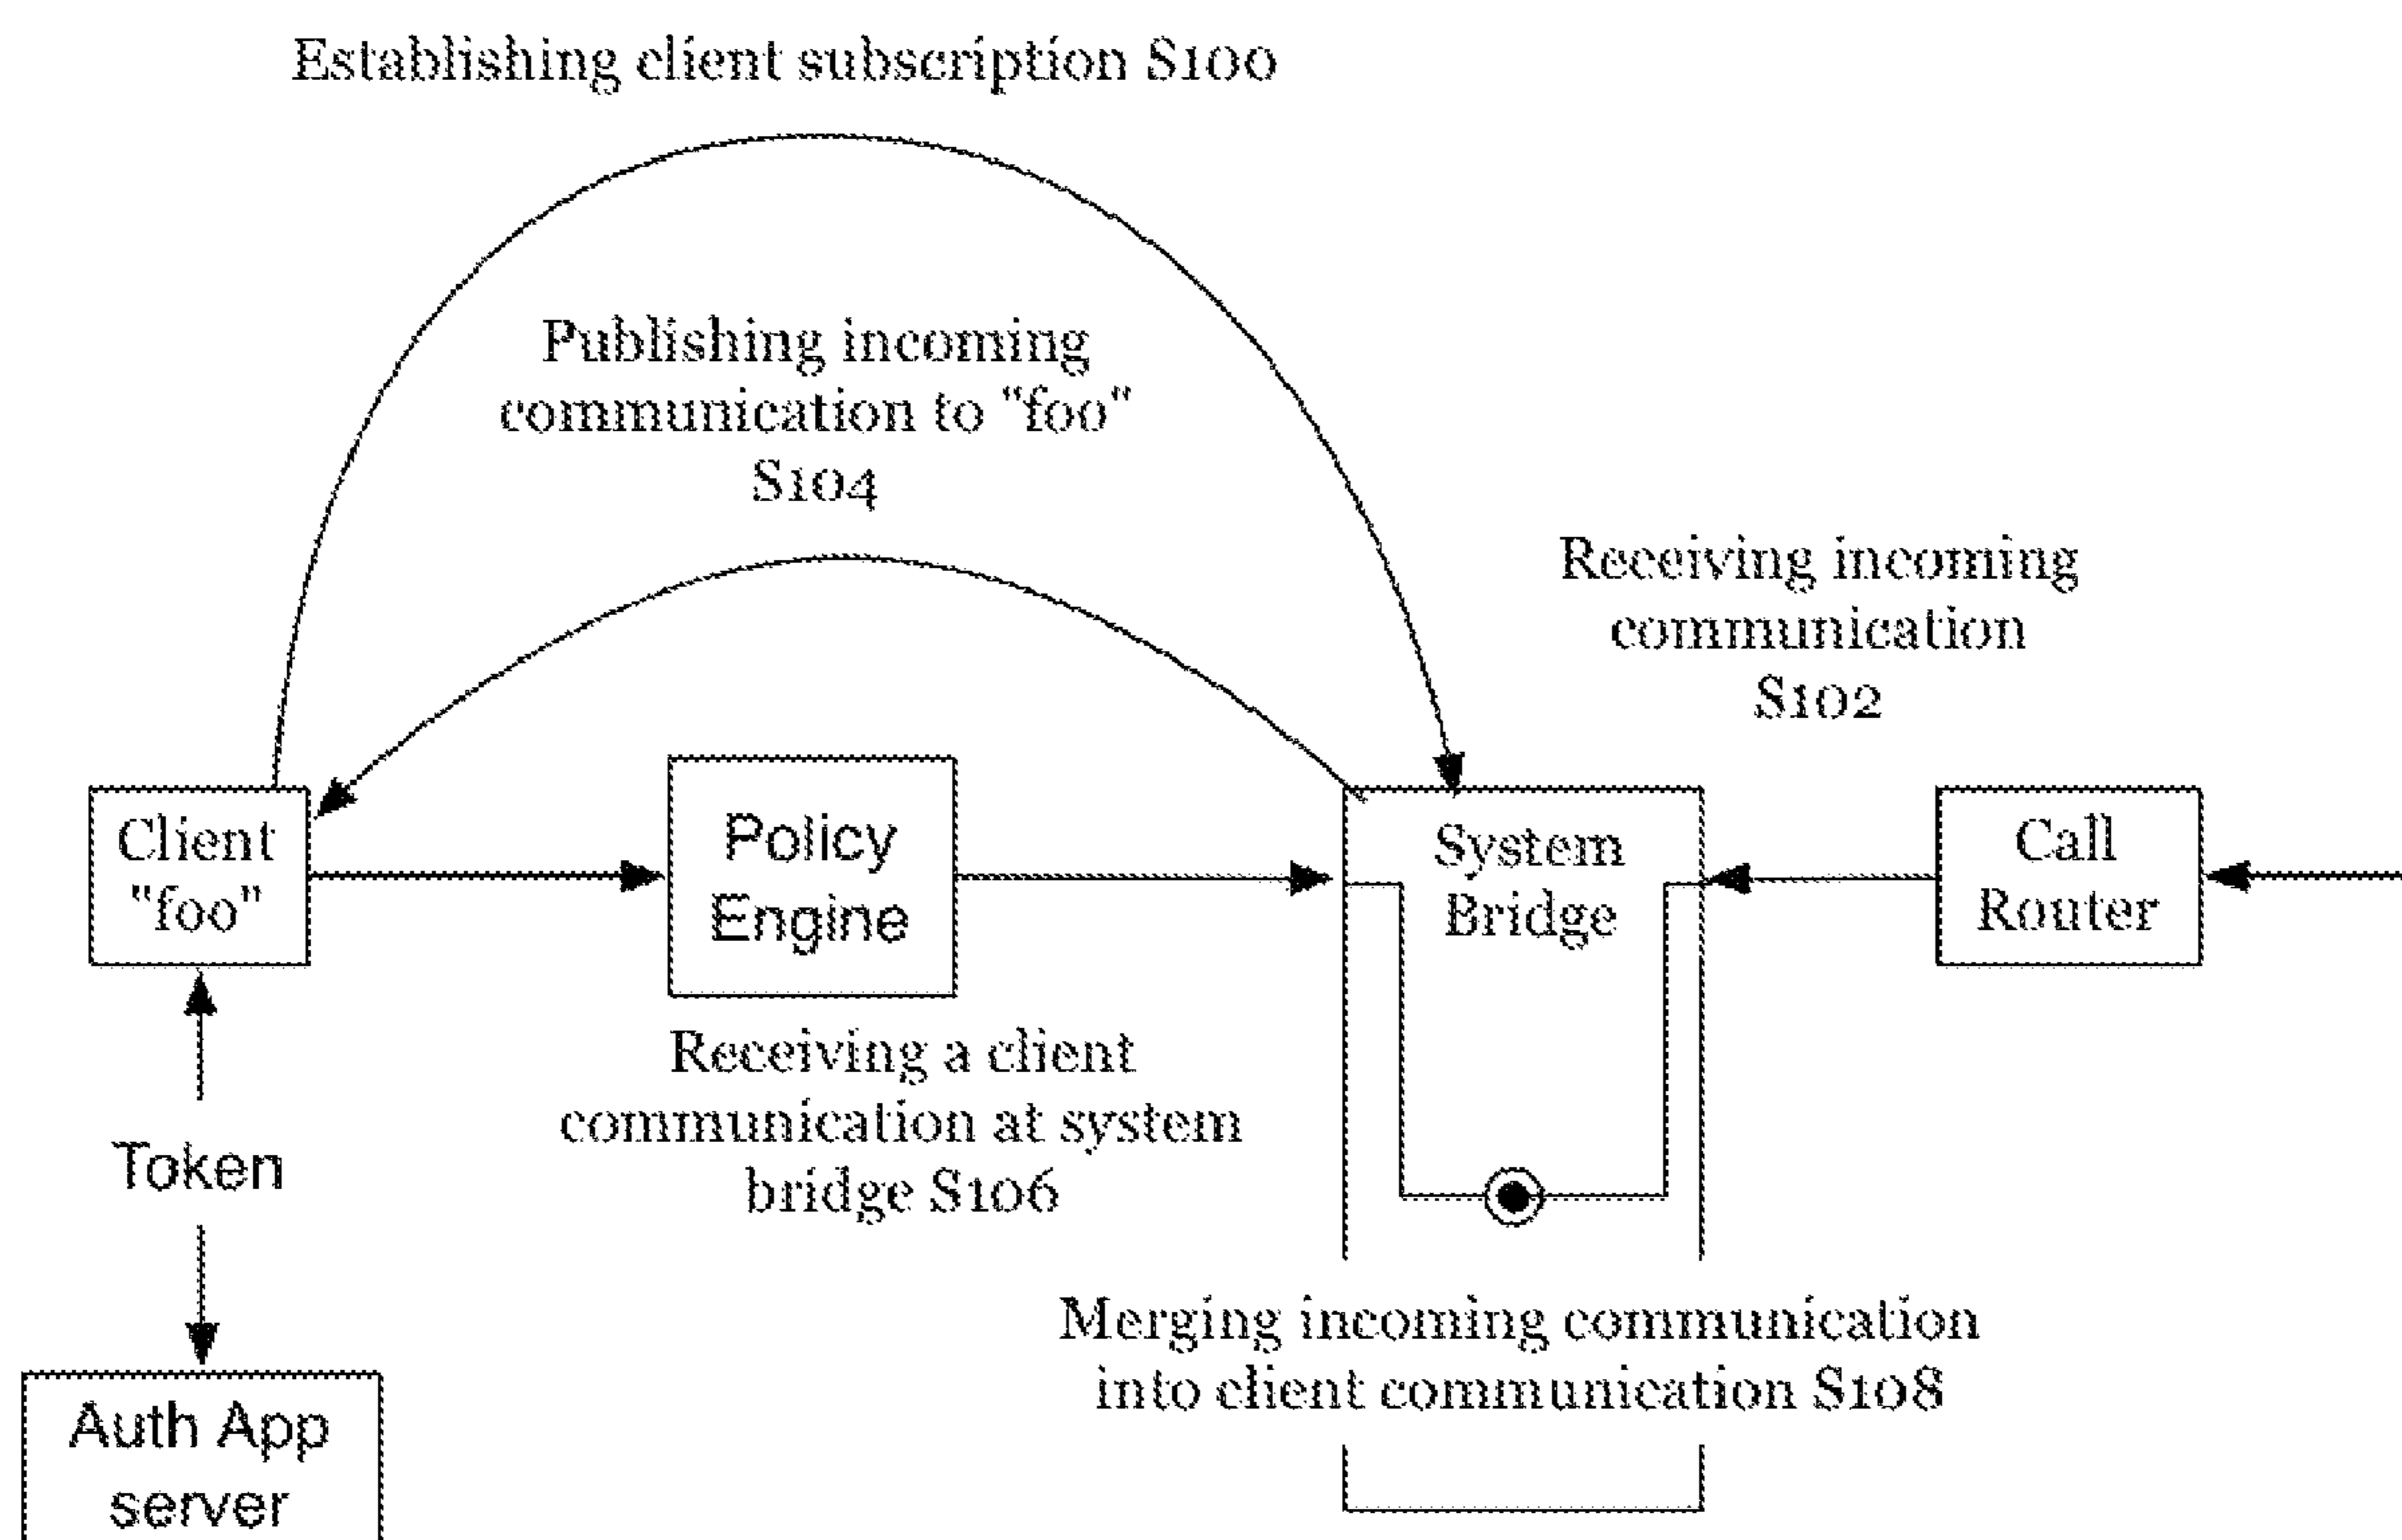 Establishing client subscription S100
Publishing incoming
communication to "foo"
S104
Receiving incoming
communication
S102
Client
"foo"
Policy
Engine
System
Bridge
Call
Router
Receiving a client
communication at system
bridge S106
Token
Merging incoming communication
into client communication S108
Auth App
server